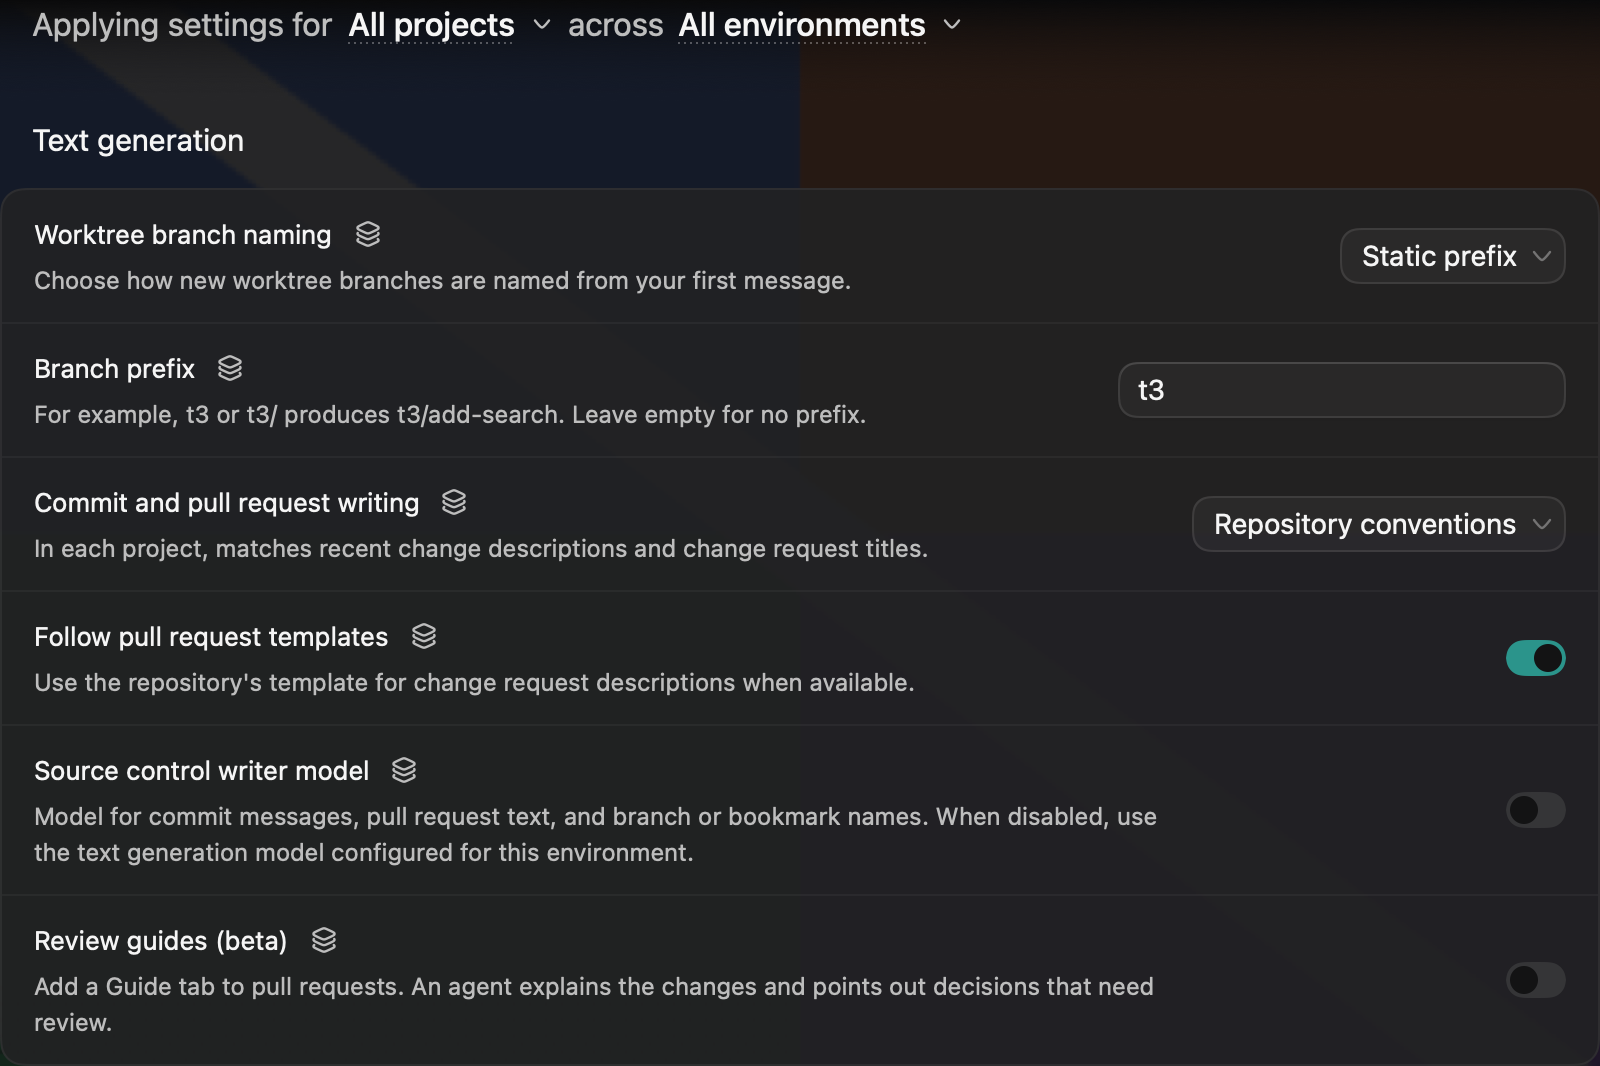 Applying settings for All projects across All environments
Text generation
Worktree branch naming
Choose how new worktree branches are named from your first message.
Static prefix
Branch prefix
For example, t3 or t3/ produces t3/add-search. Leave empty for no prefix.
t3
Commit and pull request writing
In each project, matches recent change descriptions and change request titles.
Repository conventions
Follow pull request templates
Use the repository's template for change request descriptions when available.
Source control writer model
Model for commit messages, pull request text, and branch or bookmark names. When disabled, use
the text generation model configured for this environment.
Review guides (beta)
Add a Guide tab to pull requests. An agent explains the changes and points out decisions that need
review.